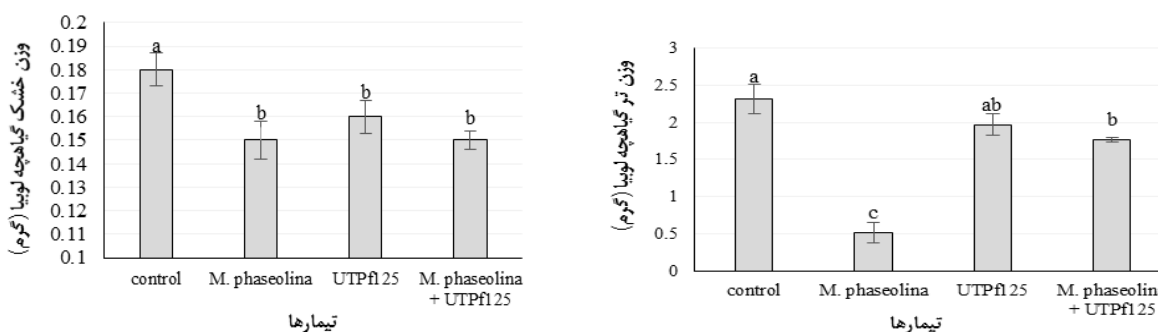 وزن خشک گیاهچه لوبیا (گرم)
0.2
0.19
0.18
0.17
0.16
0.15
0.14
0.13
0.12
0.11
0.1
a
b
b
b
control
M. phaseolina
UTPf125
M. phaseolina
+ UTPf125
تیمارها
وزن تر گیاهچه لوبیا (گرم)
3
2.5
2
1.5
1
0.5
0
a
c
ab
b
control
M. phaseolina
UTPf125
M. phaseolin
+ UTPf125
تیمارها